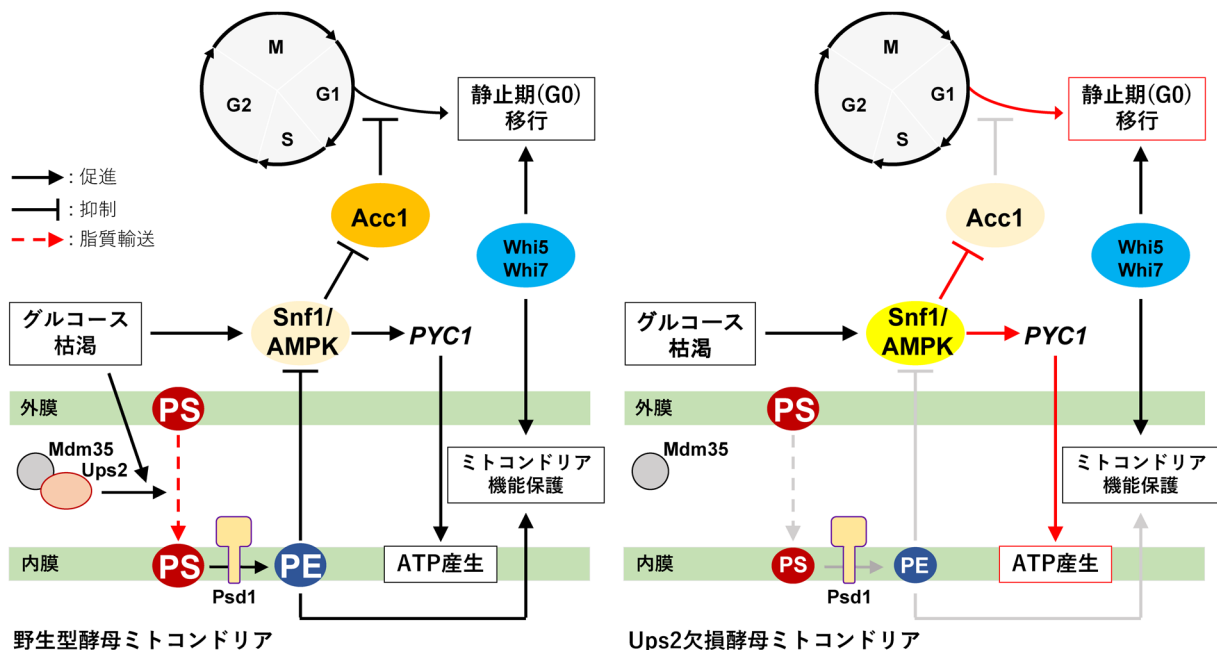 M
G2
G1
S
静止期(G0)
移行
: 促進
: 抑制
: 脂質輸送
Acc1
Whi5
Whi7
グルコース
枯渇
Snf1/
AMPK
PYC1
外膜
PS
Mdm35
Ups2
ミトコンドリア
機能保護
内膜
PS
PE
ATP産生
Psd1
野生型酵母ミトコンドリア
M
G2
G1
S
静止期(G0)
移行
Acc1
Whi5
Whi7
グルコース
枯渇
Snf1/
AMPK
PYC1
外膜
PS
Mdm35
ミトコンドリア
機能保護
内膜
PS
PE
ATP産生
Psd1
Ups2欠損酵母ミトコンドリア